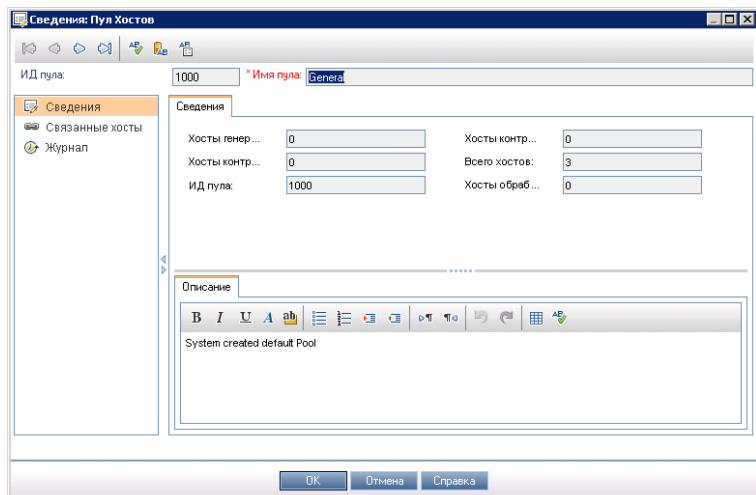 Сведения: Пул Хостов
ИД пула: 1000 * Имя пула: General
Сведения
Связанные хосты
Журнал
Сведения
Хосты генер... 0 Хосты контр... 0
Хосты контр... 0 Всего хостов: 3
ИД пула: 1000 Хосты обраб... 0
Описание
B I U A ab
System created default Pool
OK Отмена Справка